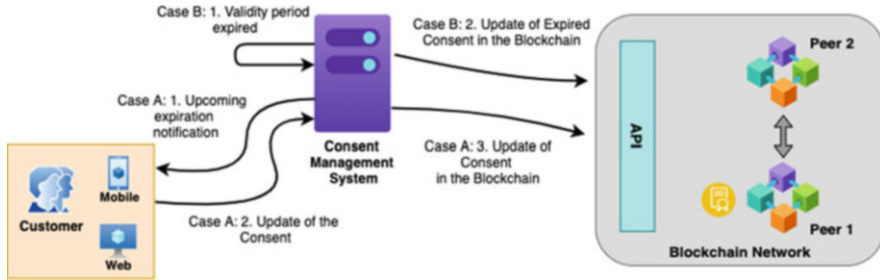 Case B: 1. Validity period
expired
Case B: 2. Update of Expired
Consent in the Blockchain
Peer 2
Case A: 1. Upcoming
expiration
notification
API
Consent
Management
System
Case A: 3. Update of
Consent
in the Blockchain
Mobile
Customer
Case A: 2. Update of the
Consent
Web
Peer 1
Blockchain Network